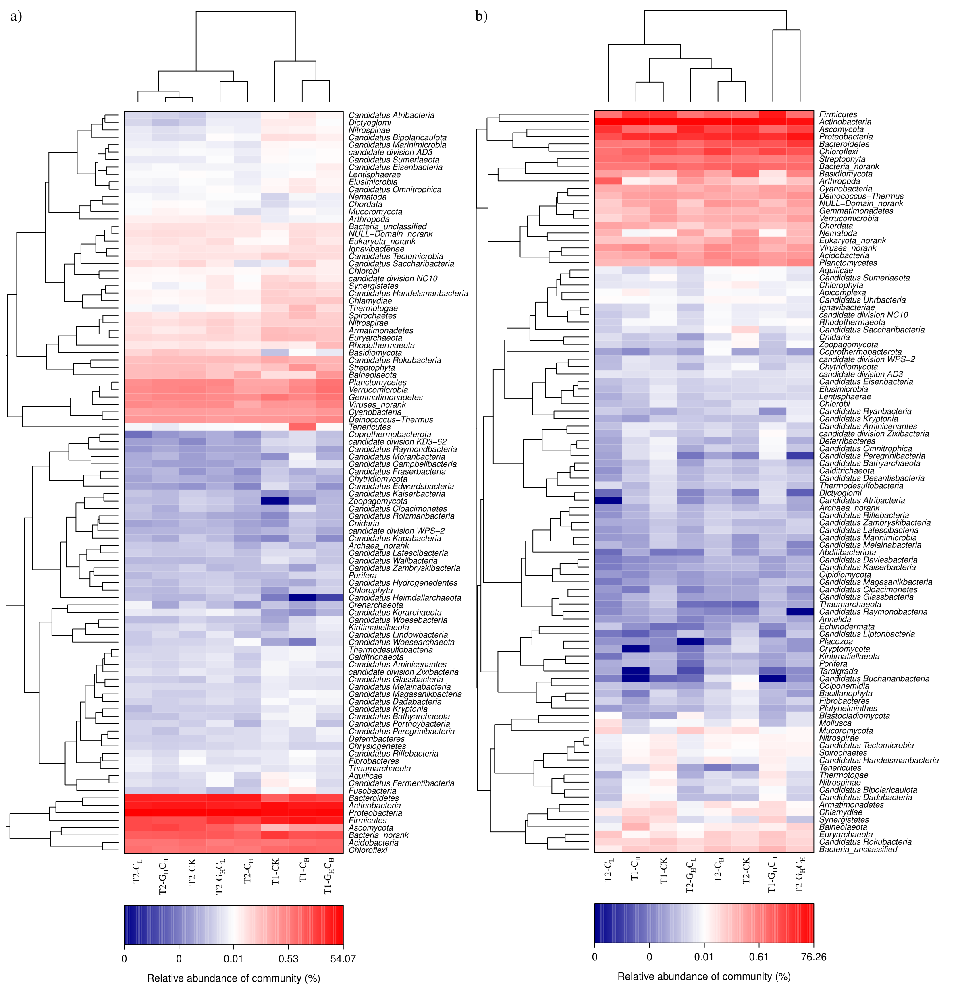 a)
Candidatus Atribacteria
Dictyoglomi
Nitrospinae
Candidatus Bipolaricaulota
Candidatus Marinimicrobia
candidate division AD3
Candidatus Sumerlaeota
Candidatus Eisenbacteria
Lentisphaerae
Elusimicrobia
Candidatus Omnitrophica
Nematoda
Chordata
Mucoromycota
Arthropoda
Bacteria_unclassified
NULL−Domain_norank
Eukaryota_norank
Ignavibacteriae
Candidatus Tectomicrobia
Candidatus Saccharibacteria
Chlorobi
candidate division NC10
Synergistetes
Candidatus Handelsmanbacteria
Chlamydiae
Thermotogae
Spirochaetes
Nitrospirae
Armatimonadetes
Euryarchaeota
Rhodothermaeota
Basidiomycota
Candidatus Rokubacteria
Streptophyta
Balneolaeota
Planctomycetes
Verrucomicrobia
Gemmatimonadetes
Viruses_norank
Cyanobacteria
Deinococcus−Thermus
Tenericutes
Coprothermobacterota
candidate division KD3−62
Candidatus Raymondbacteria
Candidatus Moranbacteria
Candidatus Campbellbacteria
Candidatus Fraserbacteria
Chytridiomycota
Candidatus Edwardsbacteria
Candidatus Kaiserbacteria
Zoopagomycota
Candidatus Cloacimonetes
Candidatus Roizmanbacteria
Cnidaria
candidate division WPS−2
Candidatus Kapabacteria
Archaea_norank
Candidatus Latescibacteria
Candidatus Wallbacteria
Candidatus Zambryskibacteria
Porifera
Candidatus Hydrogenedentes
Chlorophyta
Candidatus Heimdallarchaeota
Crenarchaeota
Candidatus Korarchaeota
Candidatus Woesebacteria
Kiritimatiellaeota
Candidatus Lindowbacteria
Candidatus Woesearchaeota
Thermodesulfobacteria
Calditrichaeota
Candidatus Aminicenantes
candidate division Zixibacteria
Candidatus Glassbacteria
Candidatus Melainabacteria
Candidatus Magasanikbacteria
Candidatus Dadabacteria
Candidatus Kryptonia
Candidatus Bathyarchaeota
Candidatus Portnoybacteria
Candidatus Peregrinibacteria
Deferribacteres
Chrysiogenetes
Candidatus Riflebacteria
Fibrobacteres
Thaumarchaeota
Aquificae
Candidatus Fermentibacteria
Fusobacteria
Bacteroidetes
Actinobacteria
Proteobacteria
Firmicutes
Ascomycota
Bacteria_norank
Acidobacteria
Chloroflexi
T2-CL
T2-GHCH
T2-CK
T2-GHCL
T2-CH
T1-CK
T1-CH
T1-GHCH
0 0 0.01 0.53 54.07
Relative abundance of community (%)
b)
Firmicutes
Actinobacteria
Ascomycota
Proteobacteria
Bacteroidetes
Chloroflexi
Streptophyta
Bacteria_norank
Basidiomycota
Arthropoda
Cyanobacteria
Deinococcus−Thermus
NULL−Domain_norank
Gemmatimonadetes
Verrucomicrobia
Chordata
Nematoda
Eukaryota_norank
Viruses_norank
Acidobacteria
Planctomycetes
Aquificae
Candidatus Sumerlaeota
Chlorophyta
Apicomplexa
Candidatus Uhrbacteria
Ignavibacteriae
candidate division NC10
Rhodothermaeota
Candidatus Saccharibacteria
Cnidaria
Zoopagomycota
Coprothermobacterota
candidate division WPS−2
Chytridiomycota
candidate division AD3
Candidatus Eisenbacteria
Elusimicrobia
Lentisphaerae
Chlorobi
Candidatus Ryanbacteria
Candidatus Kryptonia
Candidatus Aminicenantes
candidate division Zixibacteria
Deferribacteres
Candidatus Omnitrophica
Candidatus Peregrinibacteria
Candidatus Bathyarchaeota
Calditrichaeota
Candidatus Desantisbacteria
Thermodesulfobacteria
Dictyoglomi
Candidatus Atribacteria
Archaea_norank
Candidatus Riflebacteria
Candidatus Zambryskibacteria
Candidatus Latescibacteria
Candidatus Marinimicrobia
Candidatus Melainabacteria
Abditibacteriota
Candidatus Daviesbacteria
Candidatus Kaiserbacteria
Olpidiomycota
Candidatus Magasanikbacteria
Candidatus Cloacimonetes
Candidatus Glassbacteria
Thaumarchaeota
Candidatus Raymondbacteria
Annelida
Echinodermata
Candidatus Liptonbacteria
Placozoa
Cryptomycota
Kiritimatiellaeota
Porifera
Tardigrada
Candidatus Buchananbacteria
Colponemidia
Bacillariophyta
Fibrobacteres
Platyhelminthes
Blastocladiomycota
Mollusca
Mucoromycota
Nitrospirae
Candidatus Tectomicrobia
Spirochaetes
Candidatus Handelsmanbacteria
Tenericutes
Thermotogae
Nitrospinae
Candidatus Bipolaricaulota
Candidatus Dadabacteria
Armatimonadetes
Chlamydiae
Synergistetes
Balneolaeota
Euryarchaeota
Candidatus Rokubacteria
Bacteria_unclassified
T2-CL
T1-CH
T1-CK
T2-GHCL
T2-CH
T2-CK
T1-GHCH
T2-GHCH
0 0 0.01 0.61 76.26
Relative abundance of community (%)